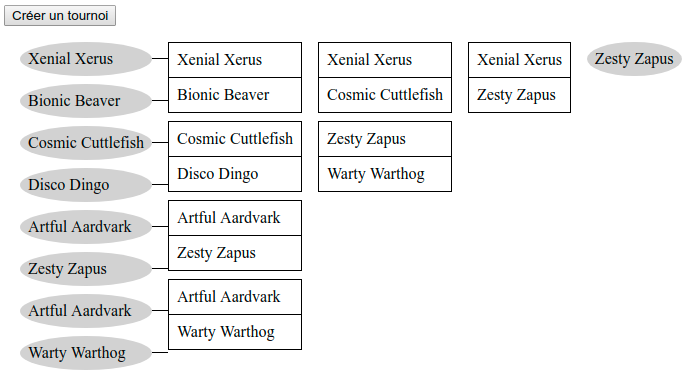 Créer un tournoi
Xenial Xerus
Bionic Beaver
Cosmic Cuttlefish
Disco Dingo
Artful Aardvark
Zesty Zapus
Artful Aardvark
Warty Warthog
Xenial Xerus
Bionic Beaver
Cosmic Cuttlefish
Disco Dingo
Artful Aardvark
Zesty Zapus
Artful Aardvark
Warty Warthog
Xenial Xerus
Cosmic Cuttlefish
Zesty Zapus
Warty Warthog
Xenial Xerus
Zesty Zapus
Zesty Zapus